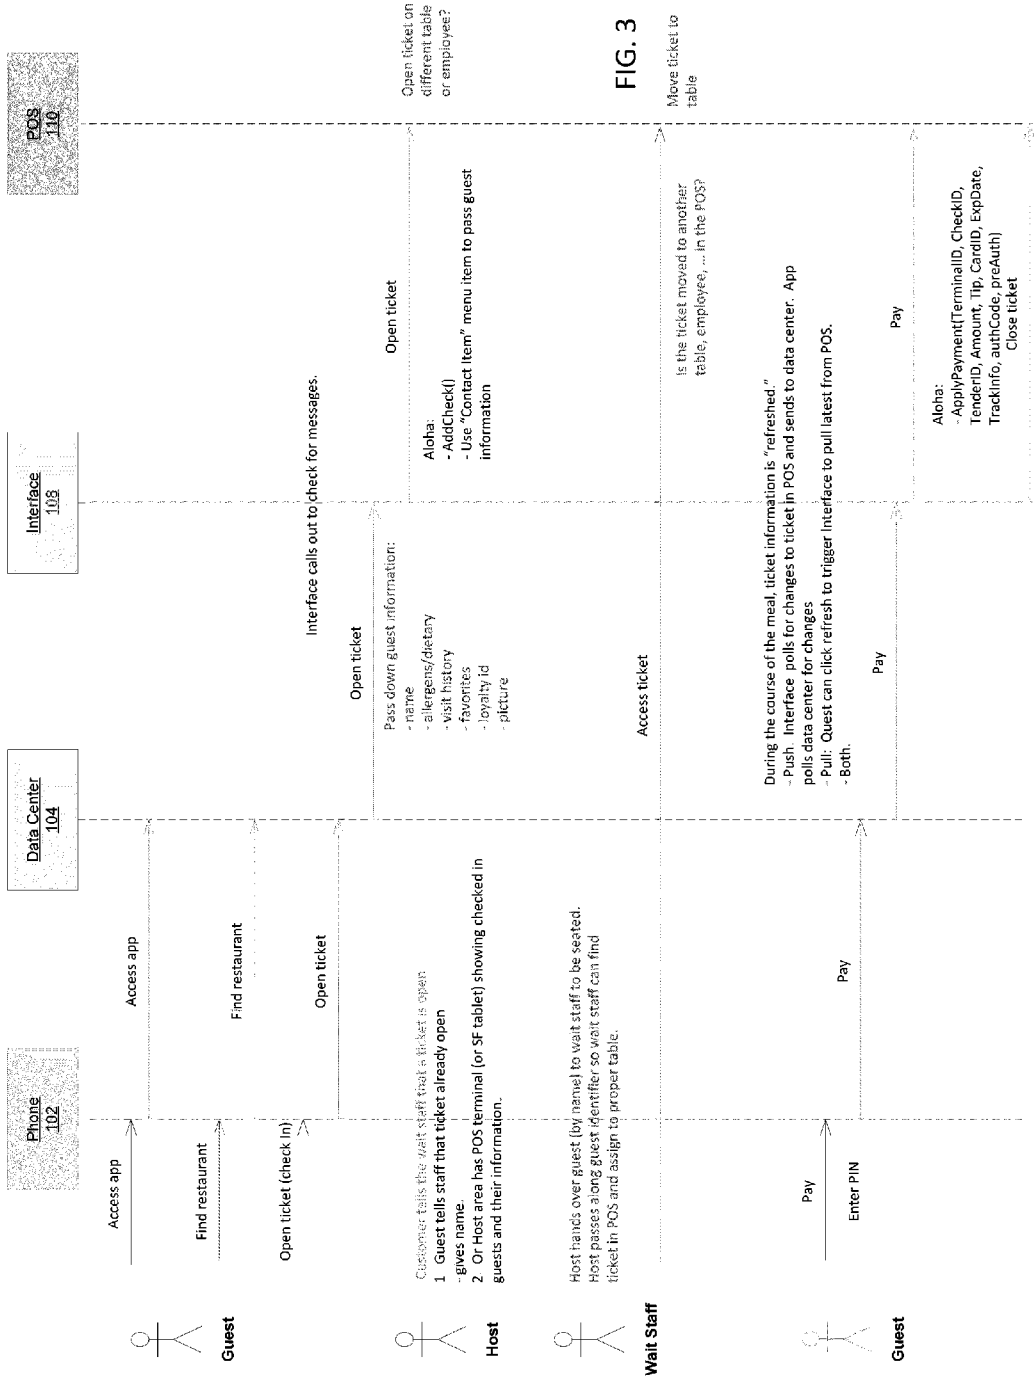 Phone
102
Data Center
104
Interface
108
POS
110
Guest
Access app
Access app
Find restaurant
Find restaurant
Open ticket (check In)
Open ticket
Interface calls out to check for messages.
Open ticket
Pass down guest information:
- name
- allergens/dietary
- visit history
- favorites
- loyalty id
- picture
Open ticket
Aloha:
- AddCheck()
- Use “Contact Item” menu item to pass guest
information
Open ticket on
different table
or employee?
Host
Customer tells the wait staff that a ticket is open
1 Guest tells staff that ticket already open
- gives name.
2. Or Host area has POS terminal (or SF tablet) showing checked in
guests and their information.
Wait Staff
Host hands over guest (by name) to wait staff to be seated.
Host passes along guest identifier so wait staff can find
ticket in POS and assign to proper table.
Access ticket
Is the ticket moved to another
table, employee, ... in the POS?
Move ticket to
table
FIG. 3
During the course of the meal, ticket information is “refreshed.”
- Push. Interface polls for changes to ticket in POS and sends to data center. App
polls data center for changes
- Pull: Quest can click refresh to trigger Interface to pull latest from POS.
- Both.
Guest
Pay
Enter PIN
Pay
Pay
Pay
Aloha:
- ApplyPayment(TerminalID, CheckID,
TenderID, Amount, Tip, CardID, ExpDate,
TrackInfo, authCode, preAuth)
Close ticket